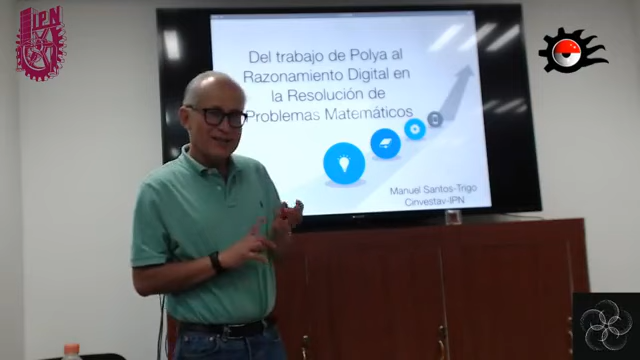 IPN
Del trabajo de Polya al
Razonamiento Digital en
la Resolución de
Problemas Matemáticos
Manuel Santos-Trigo
Cinvestav-IPN